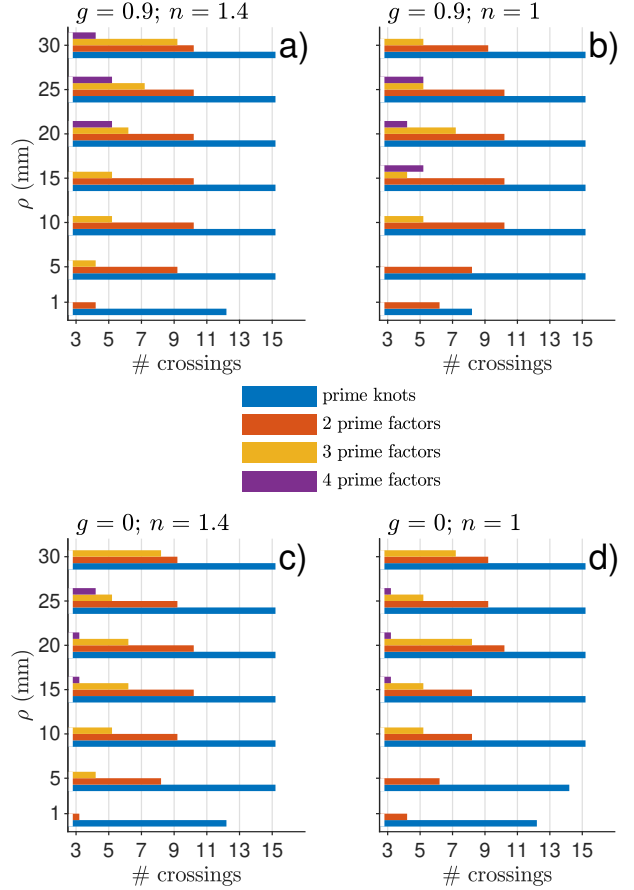 g = 0.9; n = 1.4
g = 0.9; n = 1
a)
b)
30
25
20
15
10
5
1
ρ (mm)
3 5 7 9 11 13 15
# crossings
3 5 7 9 11 13 15
# crossings
prime knots
2 prime factors
3 prime factors
4 prime factors
g = 0; n = 1.4
g = 0; n = 1
c)
d)
30
25
20
15
10
5
1
ρ (mm)
3 5 7 9 11 13 15
# crossings
3 5 7 9 11 13 15
# crossings